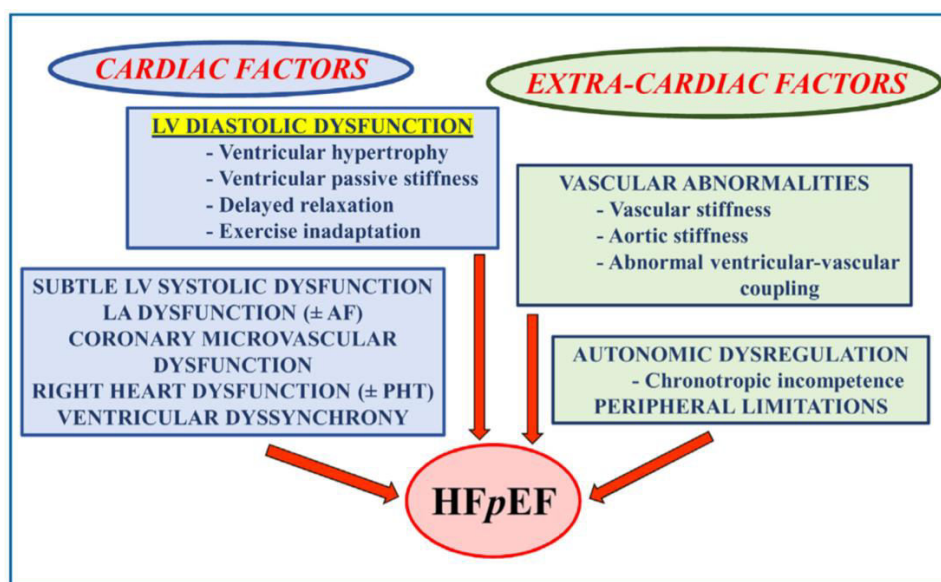 CARDIAC FACTORS
LV DIASTOLIC DYSFUNCTION
- Ventricular hypertrophy
- Ventricular passive stiffness
- Delayed relaxation
- Exercise inadaptation
SUBTLE LV SYSTOLIC DYSFUNCTION
LA DYSFUNCTION (± AF)
CORONARY MICROVASCULAR
DYSFUNCTION
RIGHT HEART DYSFUNCTION (± PHT)
VENTRICULAR DYSSYNCHRONY
EXTRA-CARDIAC FACTORS
VASCULAR ABNORMALITIES
- Vascular stiffness
- Aortic stiffness
- Abnormal ventricular-vascular
coupling
AUTONOMIC DYSREGULATION
- Chronotropic incompetence
PERIPHERAL LIMITATIONS
HFpEF